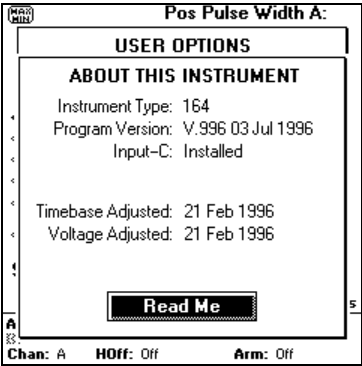 MAX
MIN
Pos Pulse Width A:
USER OPTIONS
ABOUT THIS INSTRUMENT
Instrument Type: 164
Program Version: V.996 03 Jul 1996
Input-C: Installed
Timebase Adjusted: 21 Feb 1996
Voltage Adjusted: 21 Feb 1996
Read Me
A
s
Chan: A HOff: Off Arm: Off